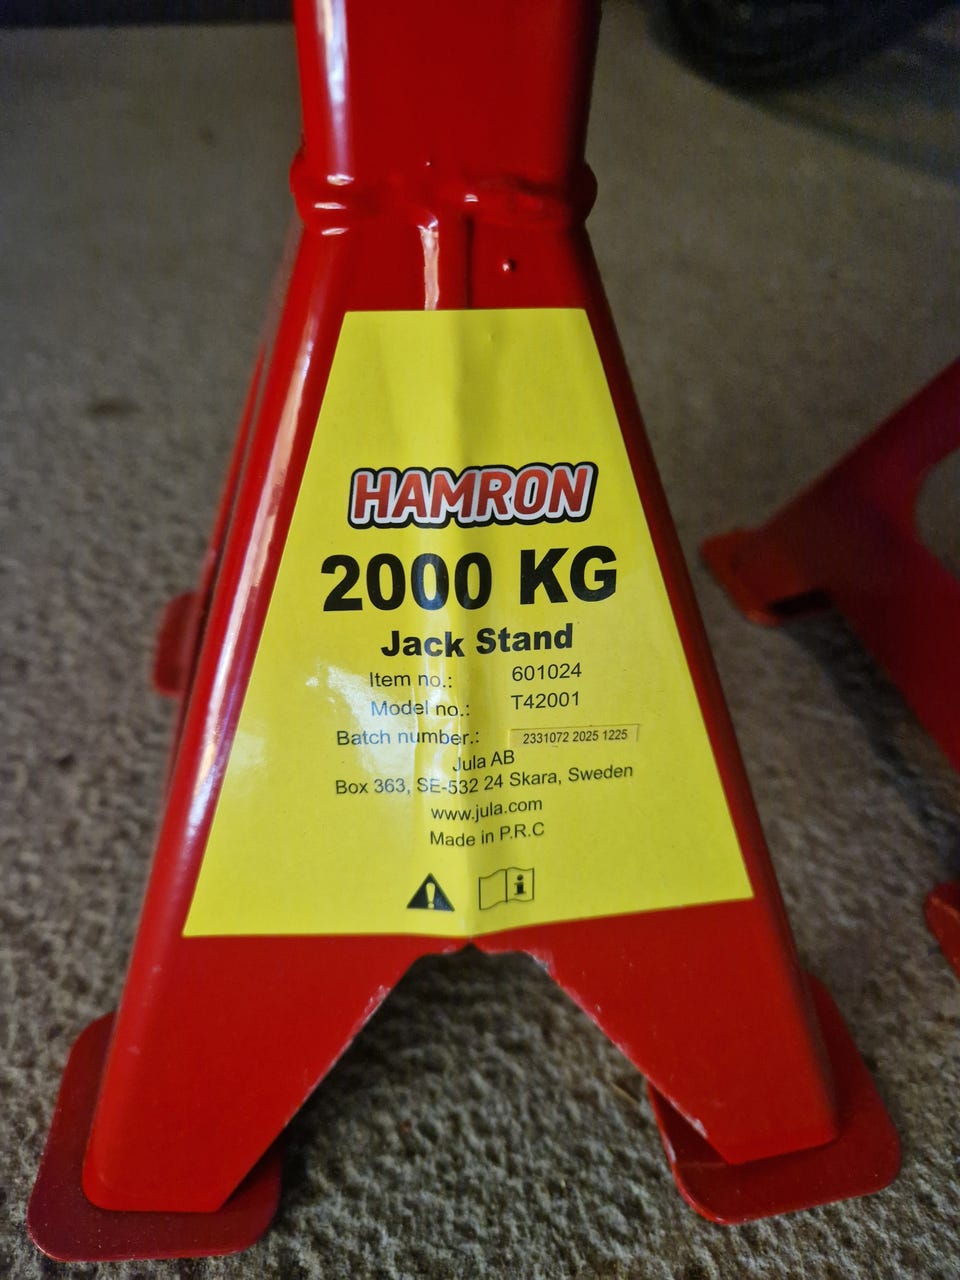 HAMRON
2000 KG
Jack Stand
Item no.: 601024
Model no.: T42001
Batch number.: 2331072 2025 1225
Jula AB
Box 363, SE-532 24 Skara, Sweden
www.jula.com
Made in P.R.C